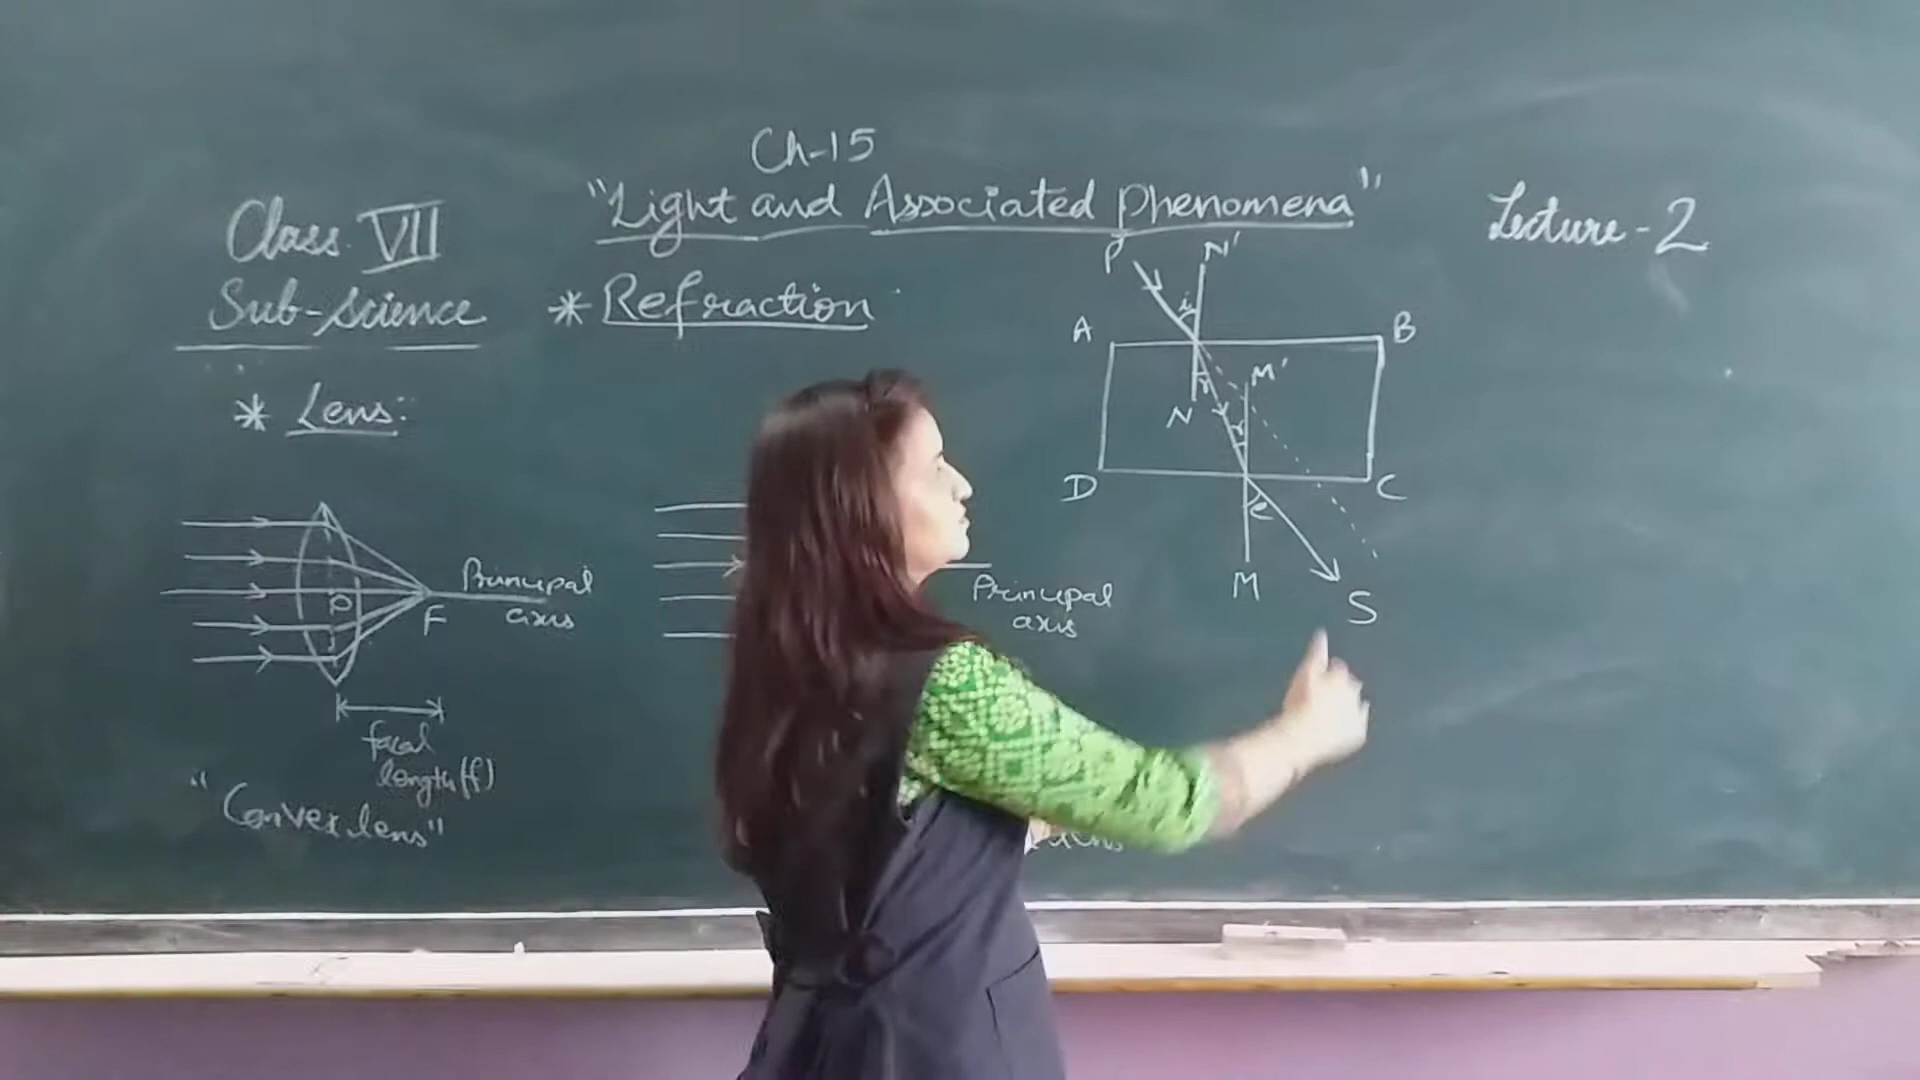 Ch-15
"Light and Associated Phenomena"
Class VII
Sub-science
Lecture-2
* Refraction
* Lens:
P
N'
i
A
B
r
M'
N
r
D
C
e
M
S
P
F
Principal
axis
focal
length (f)
"Convex lens"
Principal
axis